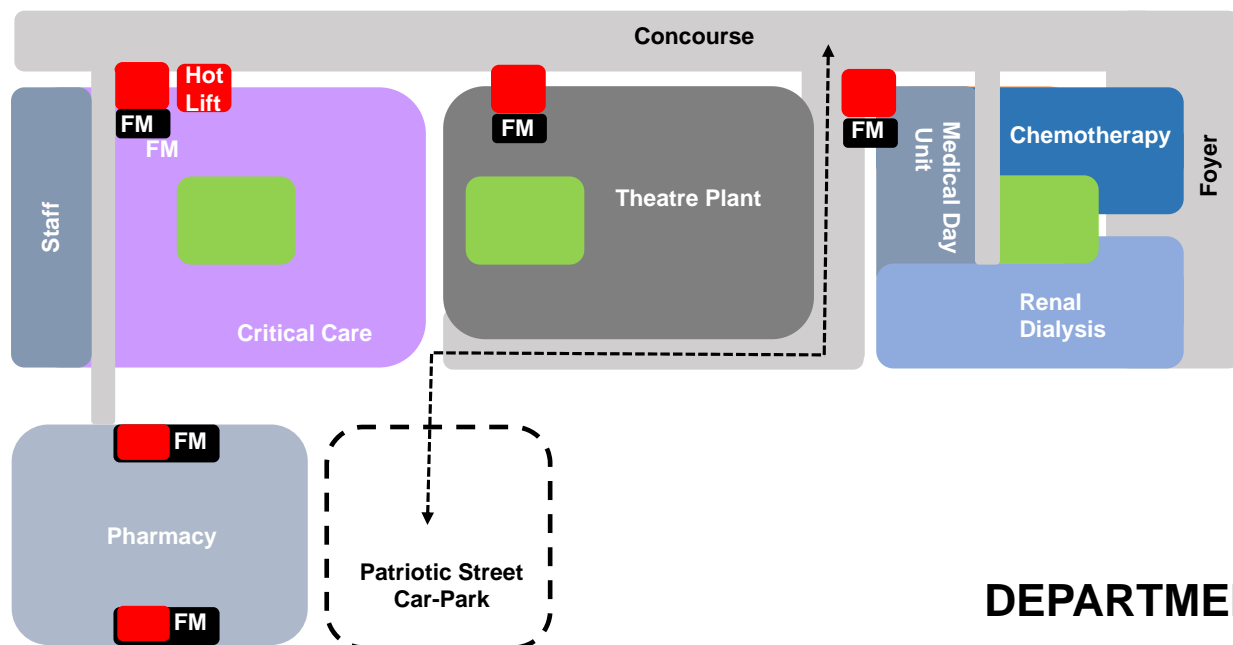 Concourse
Hot
Lift
FM
FM
FM
FM
Staff
Critical Care
Theatre Plant
Medical Day
Unit
Chemotherapy
Foyer
Renal
Dialysis
FM
Pharmacy
FM
Patriotic Street
Car-Park
DEPARTME